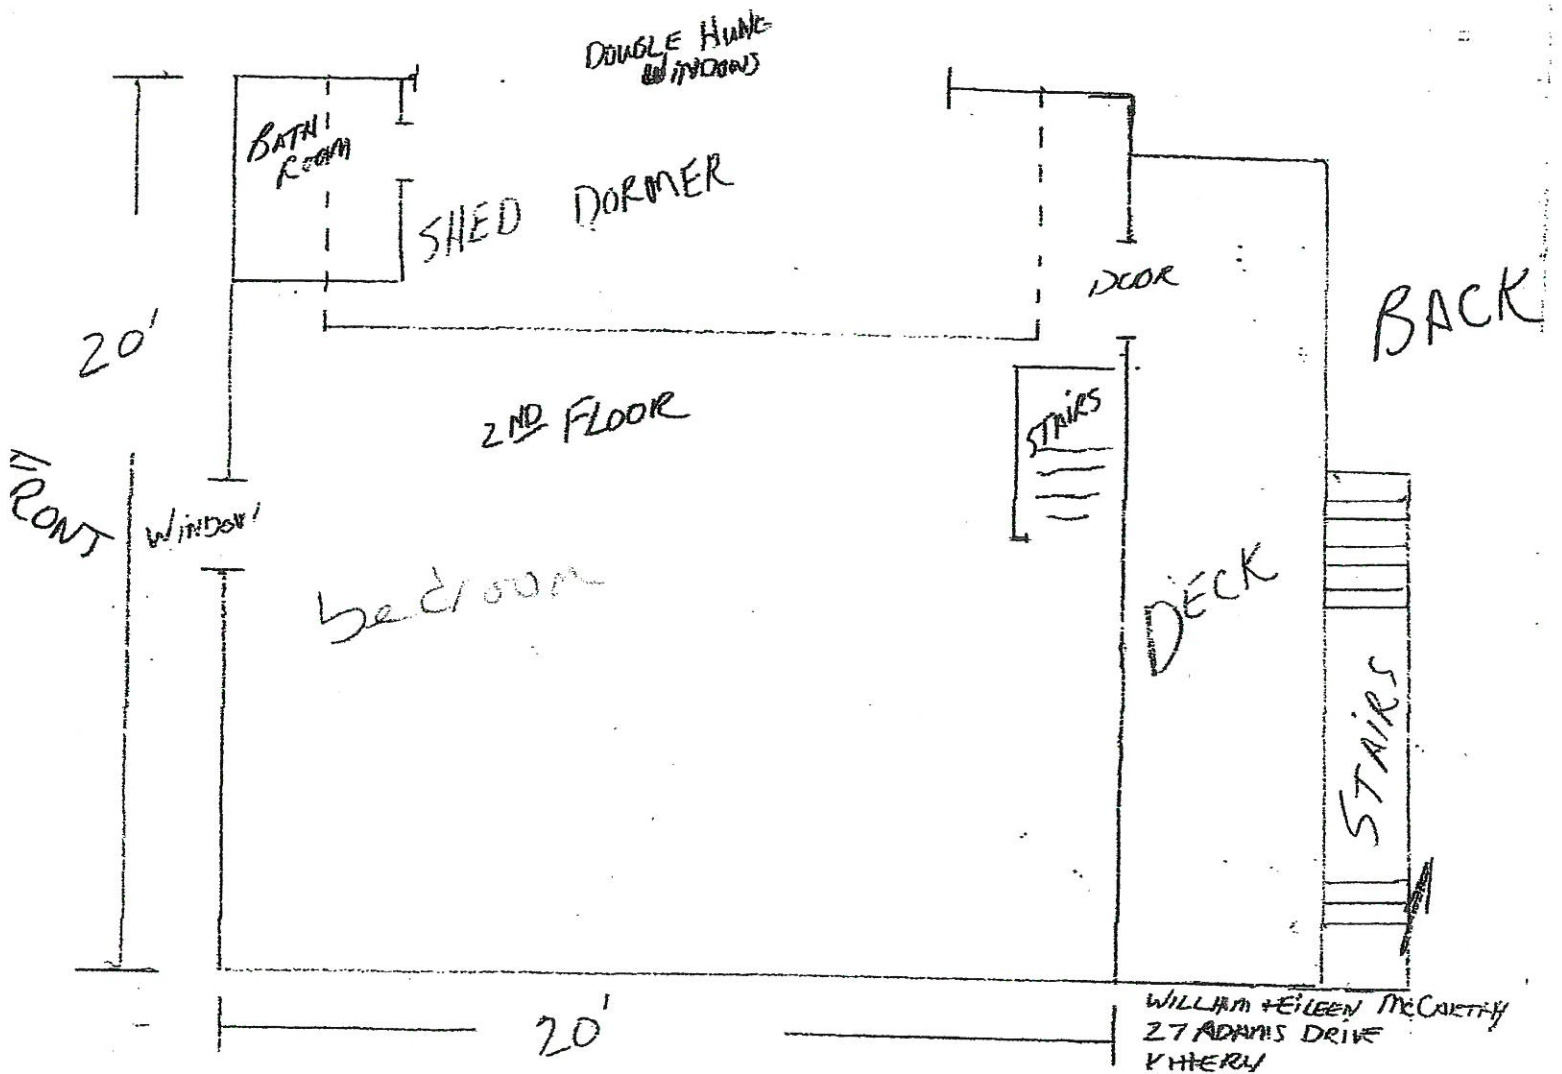 DOUBLE HUNG
WINDOWS
BATH
ROOM
SHED DORMER
DOOR
BACK
20'
2ND FLOOR
STAIRS
FRONT
WINDOW
bedroom
DECK
STAIRS
20'
WILLIAM + EILEEN McCARTHY
27 ADAMS DRIVE
KITTERY